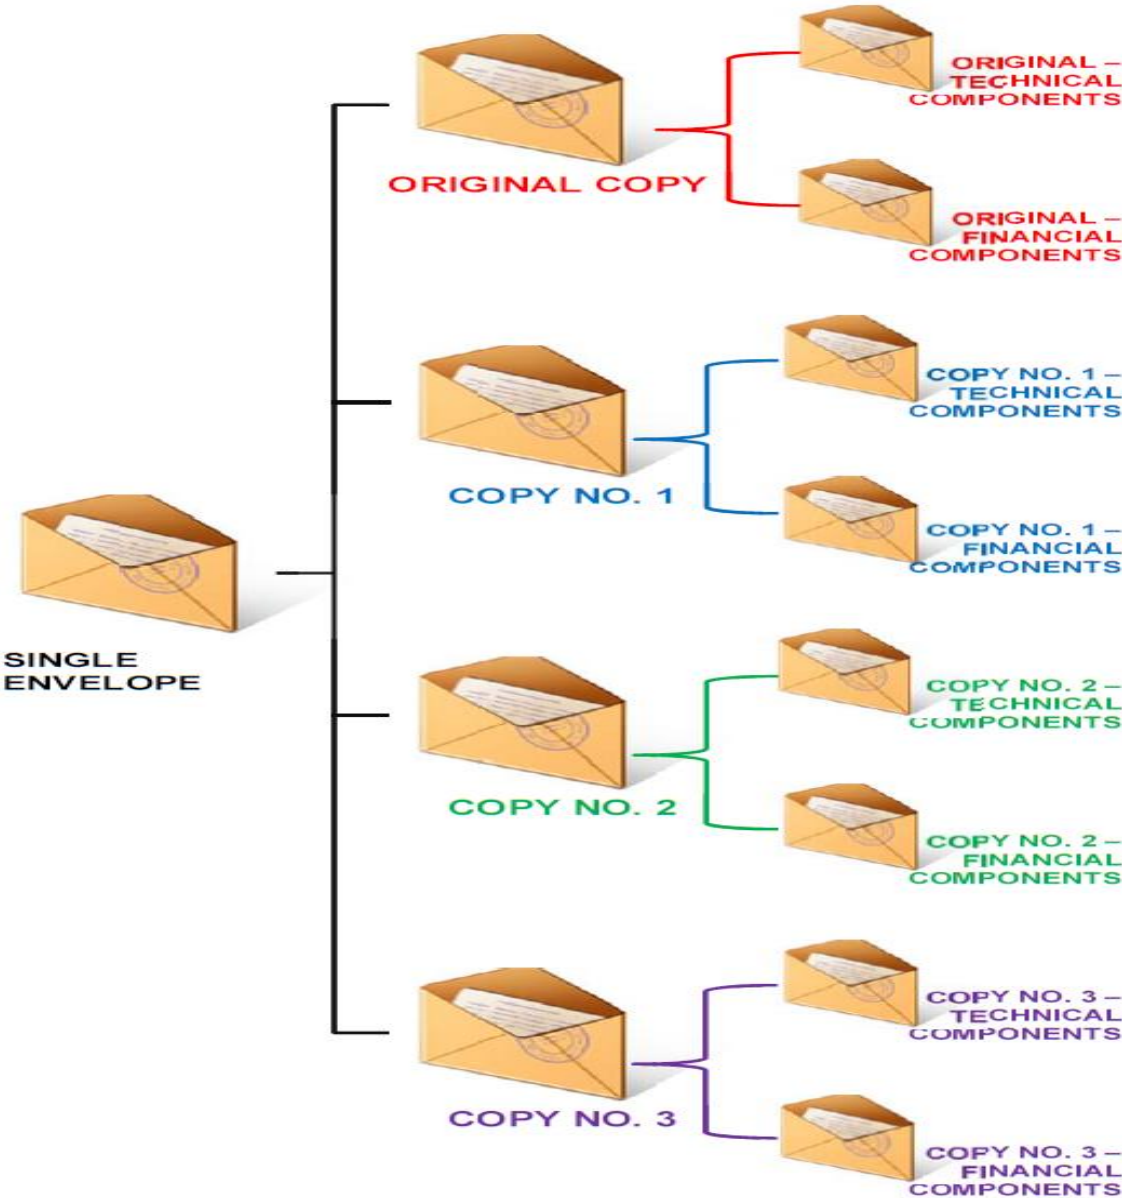 ORIGINAL –
TECHNICAL
COMPONENTS
ORIGINAL COPY
ORIGINAL –
FINANCIAL
COMPONENTS
COPY NO. 1 –
TECHNICAL
COMPONENTS
COPY NO. 1
COPY NO. 1 –
FINANCIAL
COMPONENTS
SINGLE
ENVELOPE
COPY NO. 2 –
TECHNICAL
COMPONENTS
COPY NO. 2
COPY NO. 2 –
FINANCIAL
COMPONENTS
COPY NO. 3 –
TECHNICAL
COMPONENTS
COPY NO. 3
COPY NO. 3 –
FINANCIAL
COMPONENTS